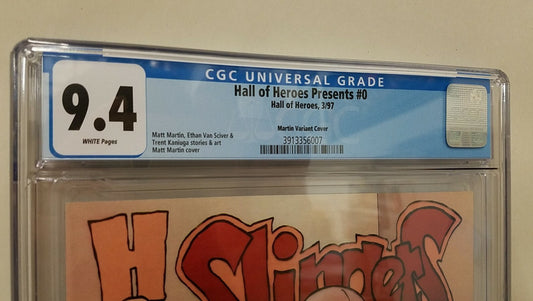 CGC UNIVERSAL GRADE
9.4
WHITE Pages
Hall of Heroes Presents #0
Hall of Heroes, 3/97
Martin Variant Cover
Matt Martin, Ethan Van Sciver &
Trent Kaniuga stories & art
Matt Martin cover
3913356007
H Slingers